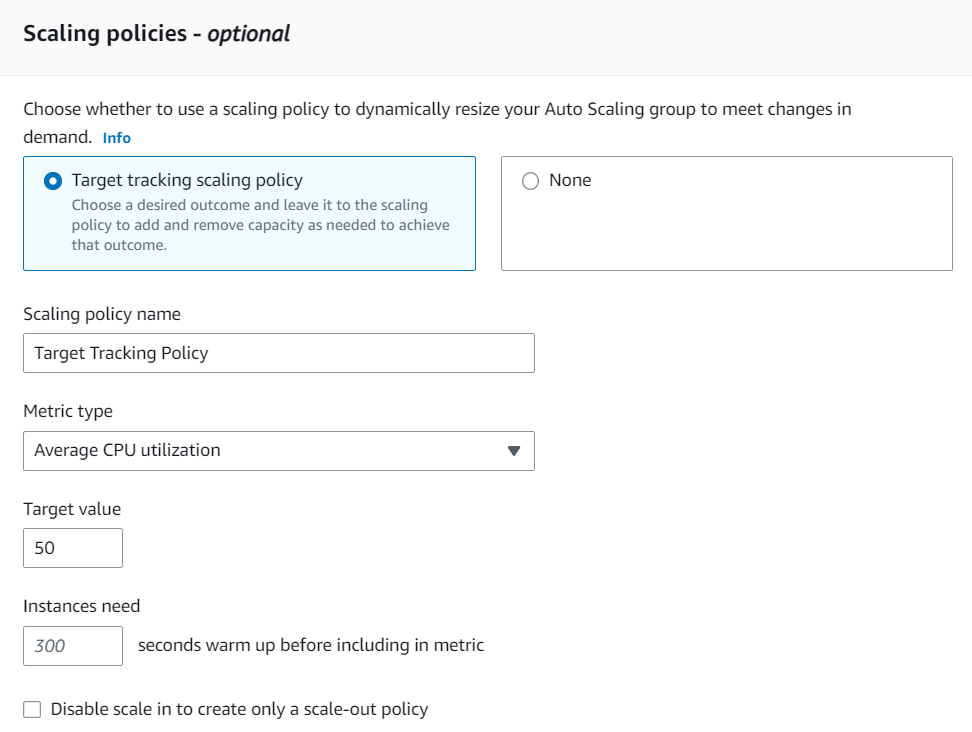 Scaling policies - optional
Choose whether to use a scaling policy to dynamically resize your Auto Scaling group to meet changes in
demand. Info
Target tracking scaling policy
Choose a desired outcome and leave it to the scaling
policy to add and remove capacity as needed to achieve
that outcome.
None
Scaling policy name
Target Tracking Policy
Metric type
Average CPU utilization
Target value
50
Instances need
300 seconds warm up before including in metric
Disable scale in to create only a scale-out policy